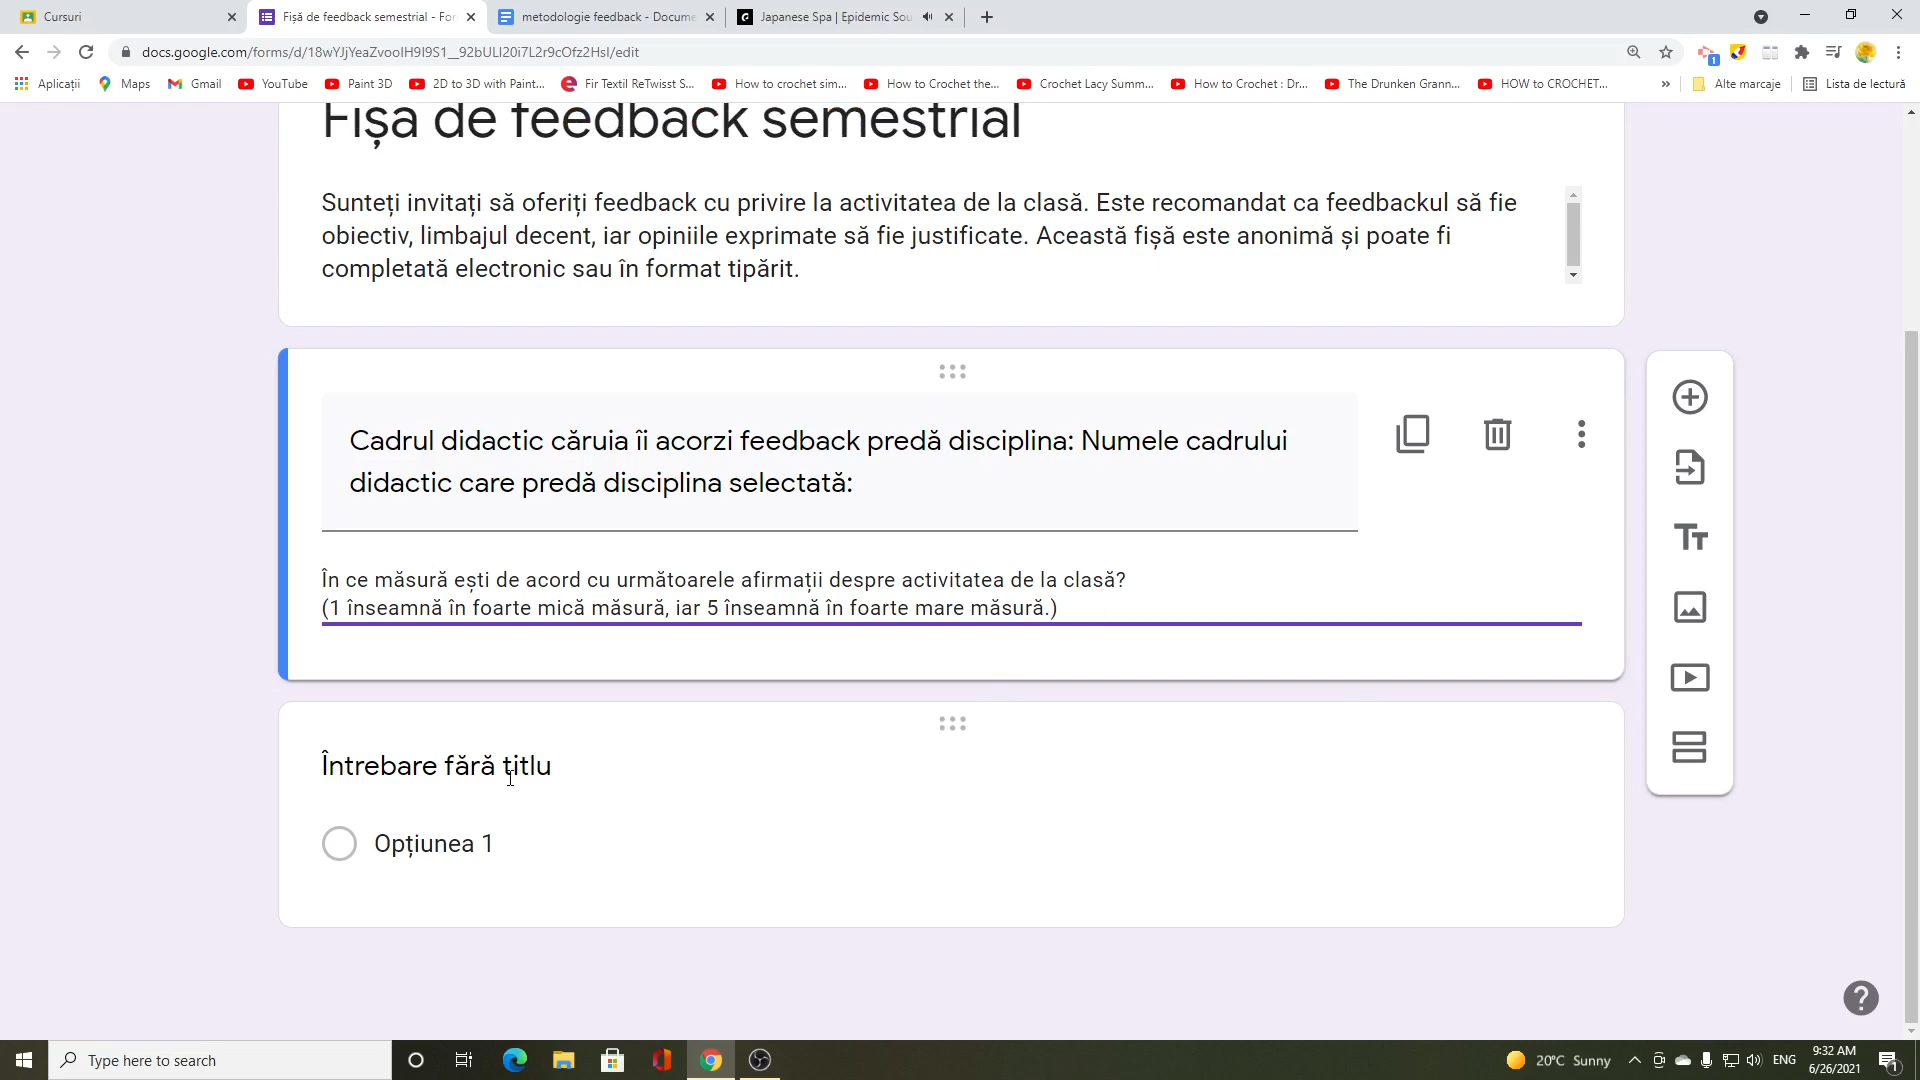 Cursuri
Fișă de feedback semestrial - For
metodologie feedback - Docume
Japanese Spa | Epidemic Sou
docs.google.com/forms/d/18wYJjYeaZvooIH9I9S1__92bULI20i7L2r9cOfz2HsI/edit
1
Aplicații
Maps
Gmail
YouTube
Paint 3D
2D to 3D with Paint...
Fir Textil ReTwisst S...
How to crochet sim...
How to Crochet the...
Crochet Lacy Summ...
How to Crochet : Dr...
The Drunken Grann...
HOW to CROCHET...
»
Alte marcaje
Lista de lectură
Fișă de feedback semestrial
Sunteți invitați să oferiți feedback cu privire la activitatea de la clasă. Este recomandat ca feedbackul să fie
obiectiv, limbajul decent, iar opiniile exprimate să fie justificate. Această fișă este anonimă și poate fi
completată electronic sau în format tipărit.
Cadrul didactic căruia îi acorzi feedback predă disciplina: Numele cadrului
didactic care predă disciplina selectată:
În ce măsură ești de acord cu următoarele afirmații despre activitatea de la clasă?
(1 înseamnă în foarte mică măsură, iar 5 înseamnă în foarte mare măsură.)
Tт
Întrebare fără titlu
Opțiunea 1
?
Type here to search
20°C Sunny
ENG
9:32 AM
6/26/2021
1